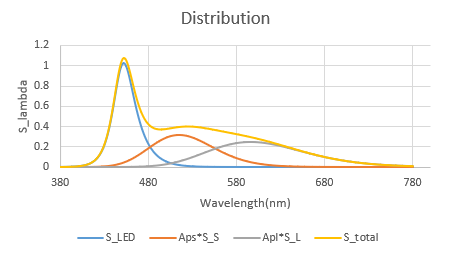 Distribution
1.2
1
0.8
0.6
0.4
0.2
0
S_lambda
380 480 580 680 780
Wavelength(nm)
S_LED Aps*S_S Apl*S_L S_total